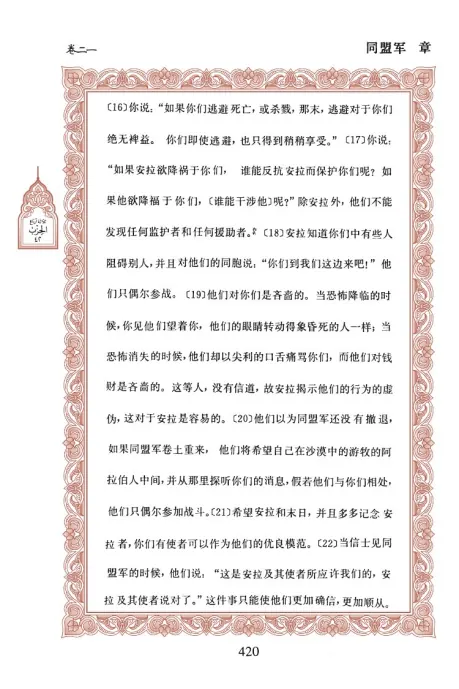 卷二一
同盟军 章
〔16〕你说：“如果你们逃避死亡，或杀戮，那末，逃避对于你们
绝无裨益。 你们即使逃避，也只得到稍稍享受。”〔17〕你说：
“如果安拉欲降祸于你们， 谁能反抗安拉而保护你们呢？如
果他欲降福于你们，〔谁能干涉他〕呢？”除安拉外，他们不能
发现任何监护者和任何援助者。〔18〕安拉知道你们中有些人
阻碍别人，并且对他们的同胞说：“你们到我们这边来吧！”他
们只偶尔参战。〔19〕他们对你们是吝啬的。当恐怖降临的时
候，你见他们望着你，他们的眼睛转动得象昏死的人一样；当
恐怖消失的时候，他们却以尖利的口舌痛骂你们，而他们对钱
财是吝啬的。这等人，没有信道，故安拉揭示他们的行为的虚
伪，这对于安拉是容易的。〔20〕他们以为同盟军还没有撤退，
如果同盟军卷土重来， 他们将希望自己在沙漠中的游牧的阿
拉伯人中间，并从那里探听你们的消息，假若他们与你们相处，
他们只偶尔参加战斗。〔21〕希望安拉和末日，并且多多记念安
拉者，你们有使者可以作为他们的优良模范。〔22〕当信士见同
盟军的时候，他们说：“这是安拉及其使者所应许我们的，安
拉及其使者说对了。”这件事只能使他们更加确信，更加顺从。
الحزب
٤٢
420